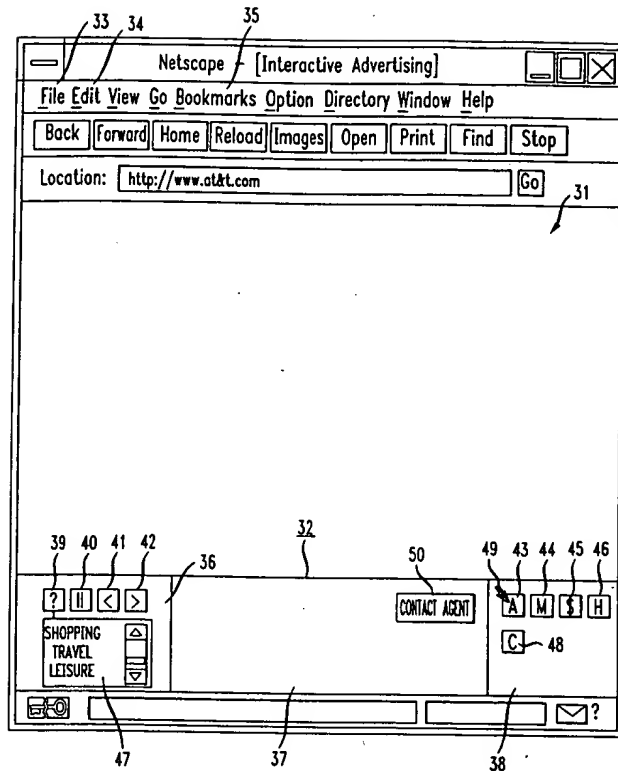 33 34 35
Netscape - [Interactive Advertising]
File Edit View Go Bookmarks Option Directory Window Help
Back Forward Home Reload Images Open Print Find Stop
Location: http://www.at&t.com Go
31
39 40 41 42 36 32 50 49 43 44 45 46
? || < > CONTACT AGENT A M $ H
SHOPPING
TRAVEL
LEISURE
C 48
?
47 37 38